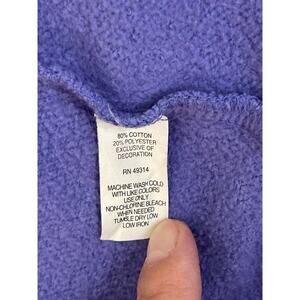 80% COTTON
20% POLYESTER
EXCLUSIVE OF
DECORATION
RN 49314
MACHINE WASH COLD
WITH LIKE COLORS
USE ONLY
NON-CHLORINE BLEACH
WHEN NEEDED
TUMBLE DRY LOW
LOW IRON